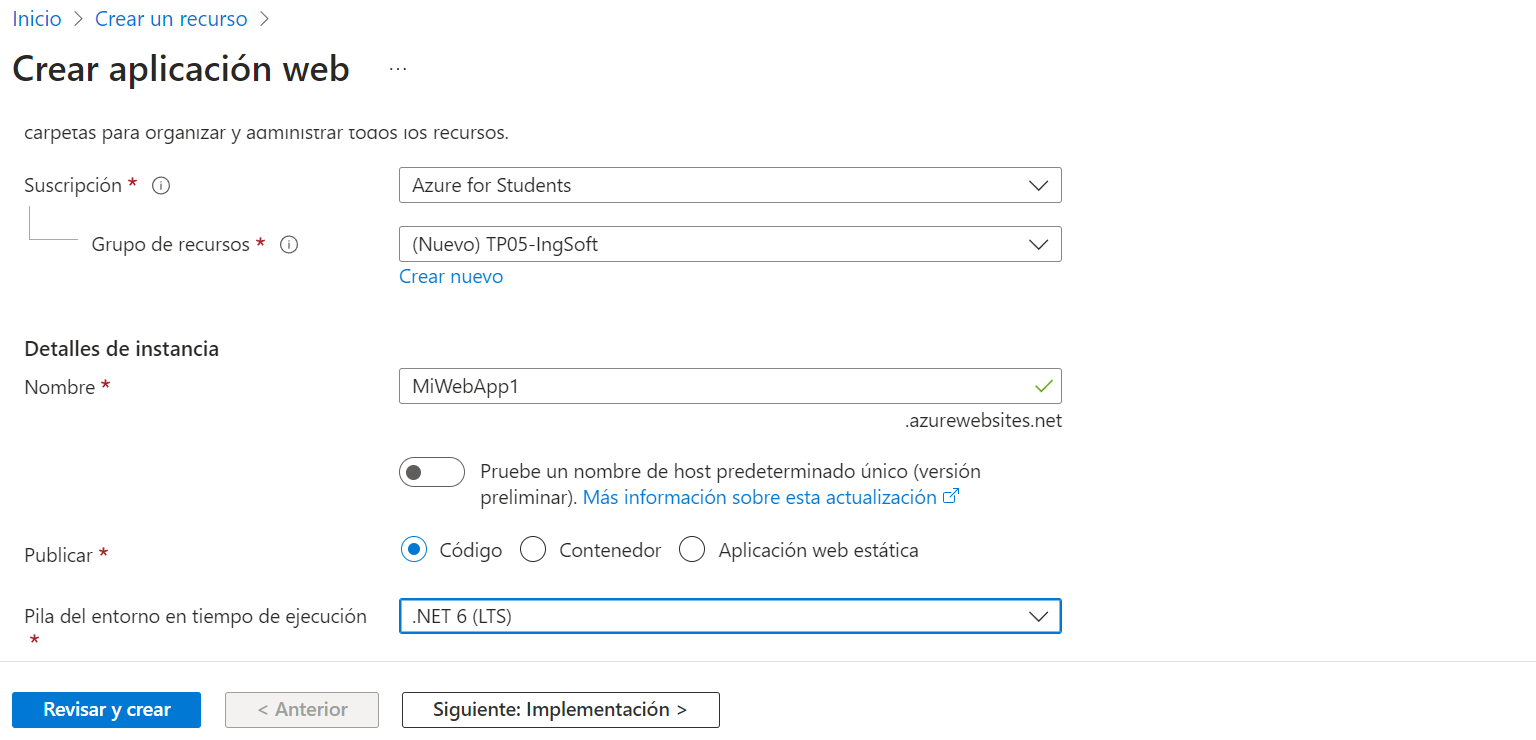 Inicio > Crear un recurso >
Crear aplicación web ...
carpetas para organizar y administrar todos los recursos.
Suscripción * Azure for Students
Grupo de recursos * (Nuevo) TP05-IngSoft
Crear nuevo
Detalles de instancia
Nombre * MiWebApp1
.azurewebsites.net
Pruebe un nombre de host predeterminado único (versión
preliminar). Más información sobre esta actualización
Publicar * Código Contenedor Aplicación web estática
Pila del entorno en tiempo de ejecución .NET 6 (LTS)
*
Revisar y crear < Anterior Siguiente: Implementación >